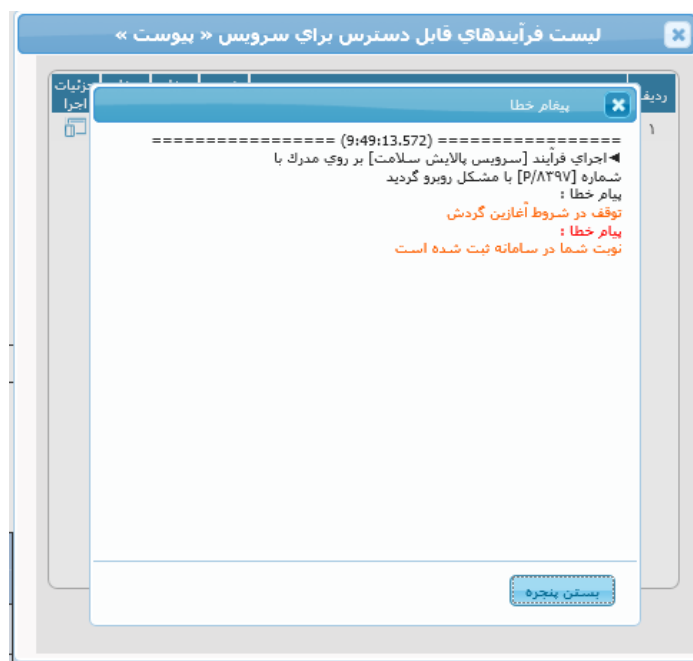 ليست فرآيندهاي قابل دسترس براي سرويس « پيوست »
رديف
جزئيات اجرا
۱
پيغام خطا
================= (9:49:13.572) =================
◄اجراي فرآيند [سرويس پالايش سلامت] بر روي مدرك با
شماره [P/۸۳۹۷] با مشكل روبرو گرديد
پيام خطا :
توقف در شروط آغازين گردش
پيام خطا :
نوبت شما در سامانه ثبت شده است
بستن پنجره